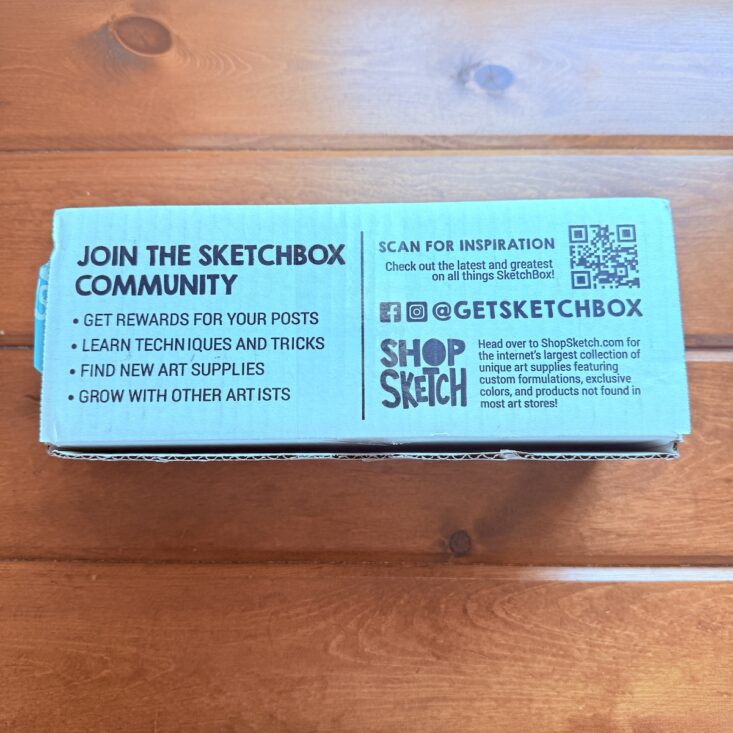 JOIN THE SKETCHBOX
COMMUNITY
• GET REWARDS FOR YOUR POSTS
• LEARN TECHNIQUES AND TRICKS
• FIND NEW ART SUPPLIES
• GROW WITH OTHER ARTISTS
SCAN FOR INSPIRATION
Check out the latest and greatest
on all things SketchBox!
@GETSKETCHBOX
SHOP
SKETCH
Head over to ShopSketch.com for
the internet's largest collection of
unique art supplies featuring
custom formulations, exclusive
colors, and products not found in
most art stores!